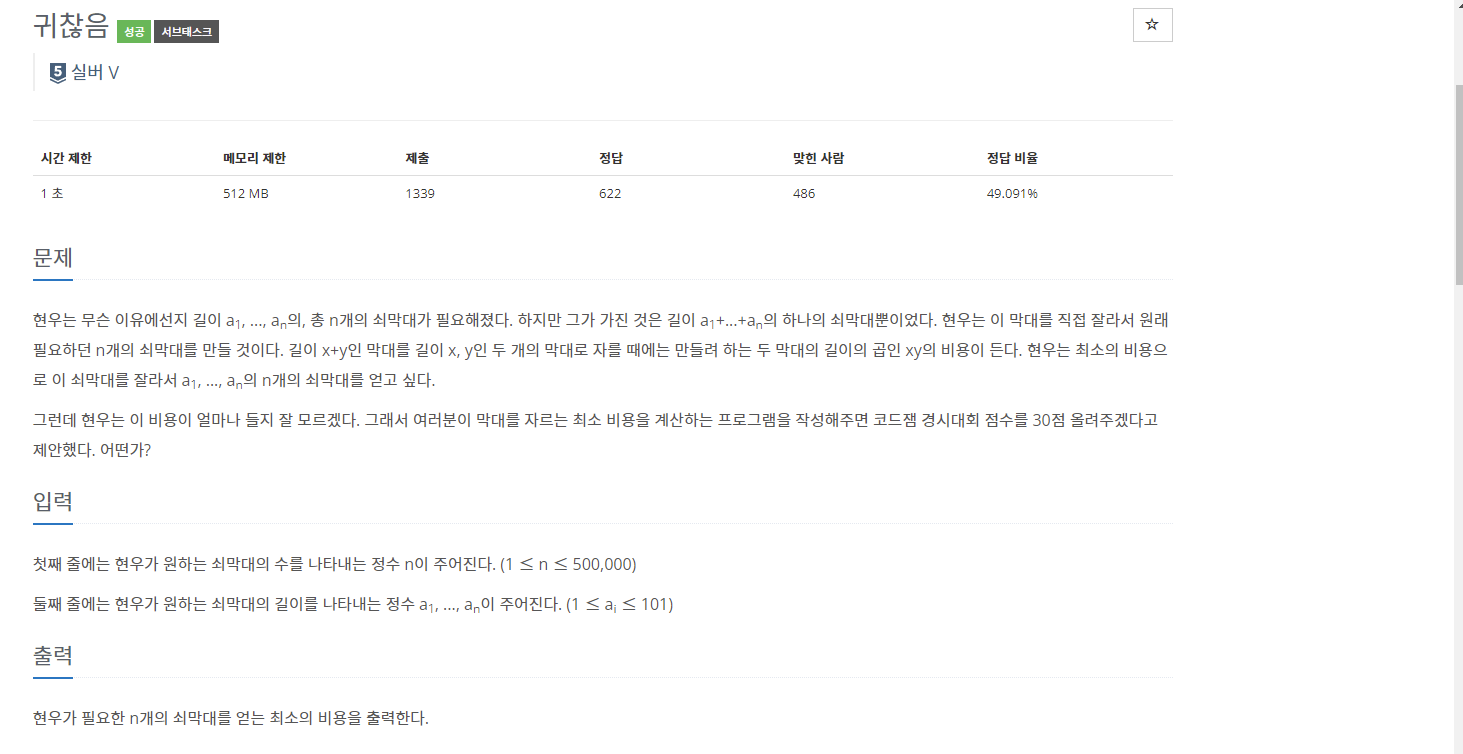 귀찮음 성공 서브태스크
☆
5 실버 V
시간 제한 메모리 제한 제출 정답 맞힌 사람 정답 비율
1 초 512 MB 1339 622 486 49.091%
문제
현우는 무슨 이유에선지 길이 a1, ..., an의, 총 n개의 쇠막대가 필요해졌다. 하지만 그가 가진 것은 길이 a1+...+an의 하나의 쇠막대뿐이었다. 현우는 이 막대를 직접 잘라서 원래
필요하던 n개의 쇠막대를 만들 것이다. 길이 x+y인 막대를 길이 x, y인 두 개의 막대로 자를 때에는 만들려 하는 두 막대의 길이의 곱인 xy의 비용이 든다. 현우는 최소의 비용으
로 이 쇠막대를 잘라서 a1, ..., an의 n개의 쇠막대를 얻고 싶다.
그런데 현우는 이 비용이 얼마나 들지 잘 모르겠다. 그래서 여러분이 막대를 자르는 최소 비용을 계산하는 프로그램을 작성해주면 코드잼 경시대회 점수를 30점 올려주겠다고
제안했다. 어떤가?
입력
첫째 줄에는 현우가 원하는 쇠막대의 수를 나타내는 정수 n이 주어진다. (1 ≤ n ≤ 500,000)
둘째 줄에는 현우가 원하는 쇠막대의 길이를 나타내는 정수 a1, ..., an이 주어진다. (1 ≤ ai ≤ 101)
출력
현우가 필요한 n개의 쇠막대를 얻는 최소의 비용을 출력한다.